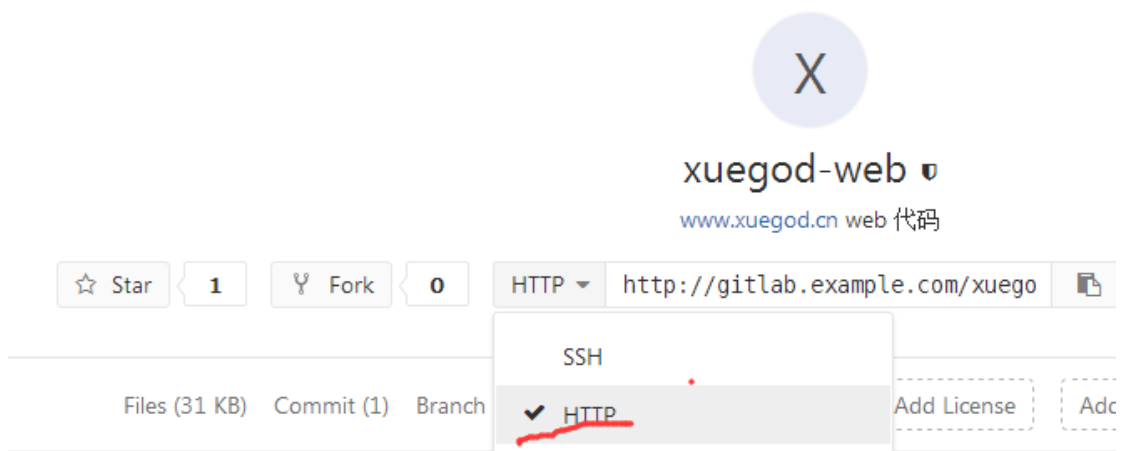 X
xuegod-web
www.xuegod.cn web 代码
Star 1 Fork 0 HTTP http://gitlab.example.com/xuego
SSH
Files (31 KB) Commit (1) Branch HTTP Add License